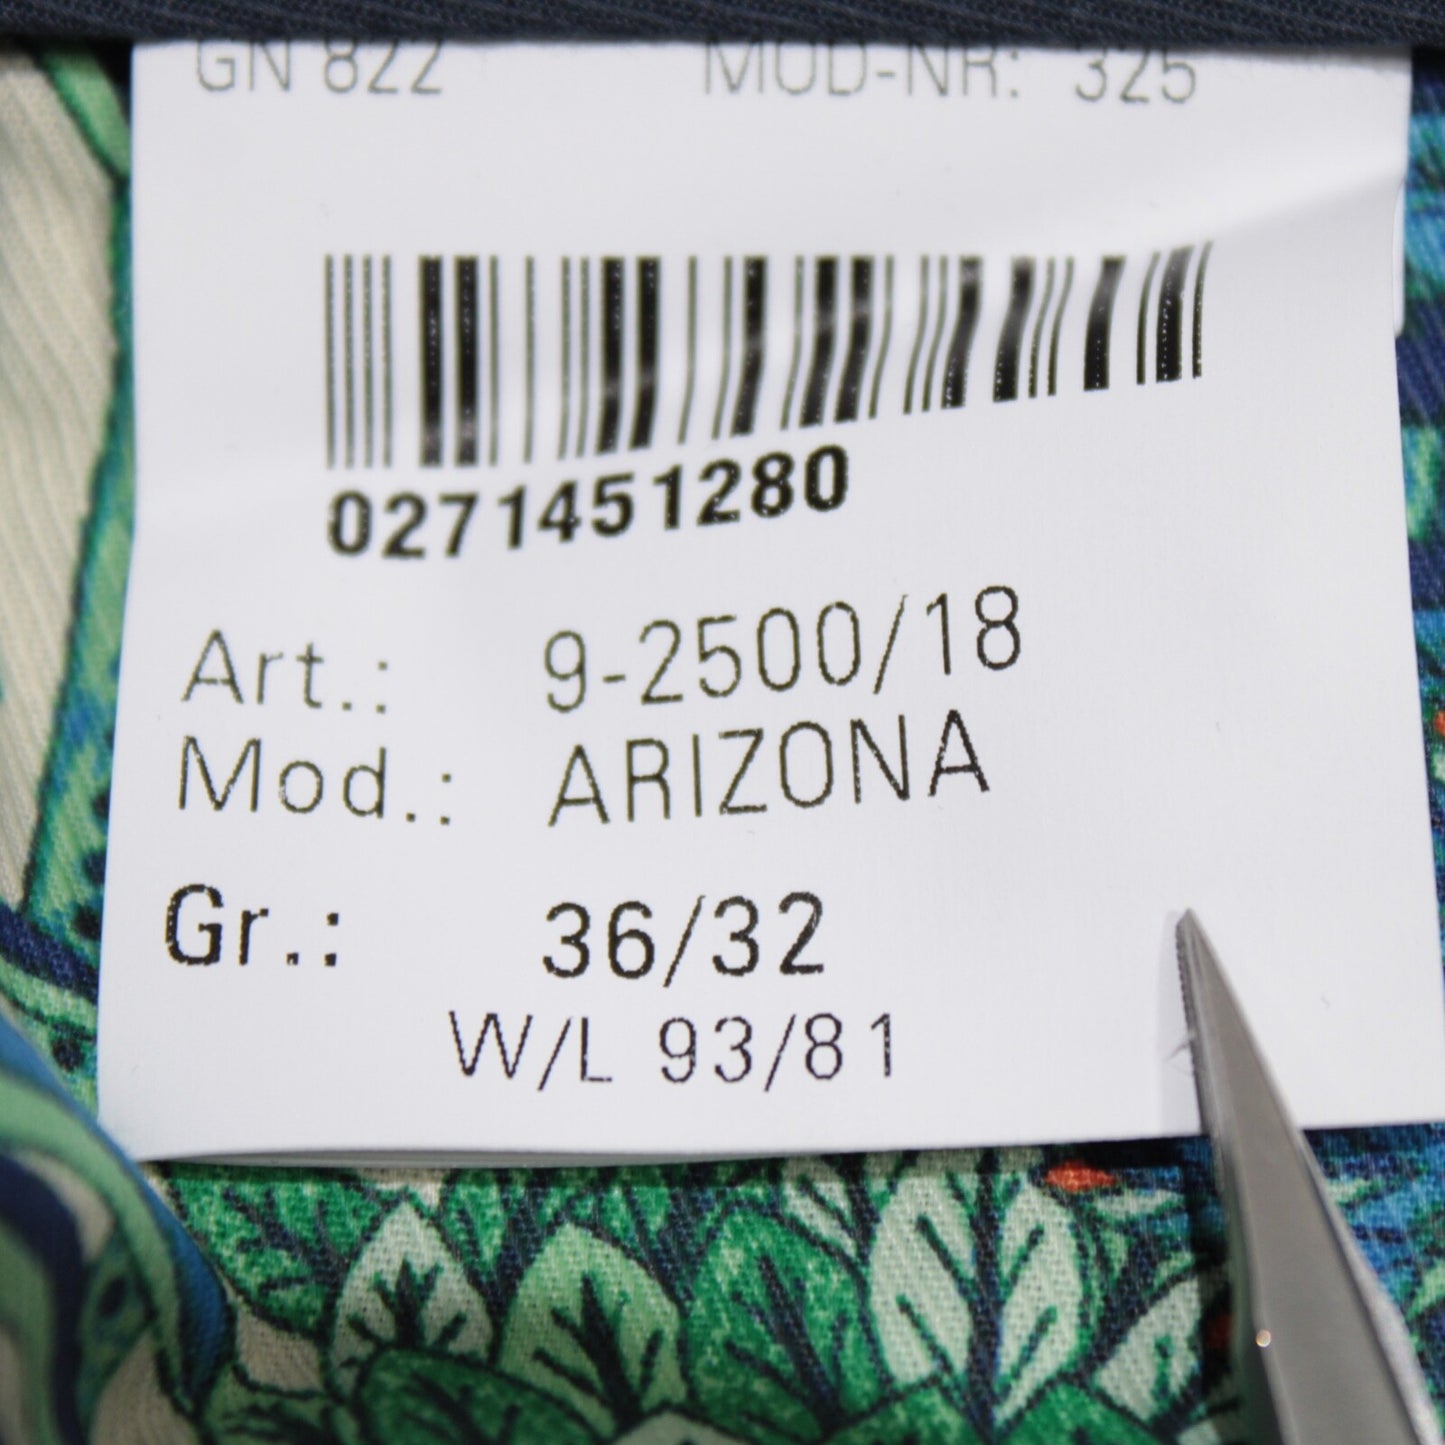 GN 822 MOD-NR: 325
0271451280
Art.: 9-2500/18
Mod.: ARIZONA
Gr.: 36/32
W/L 93/81